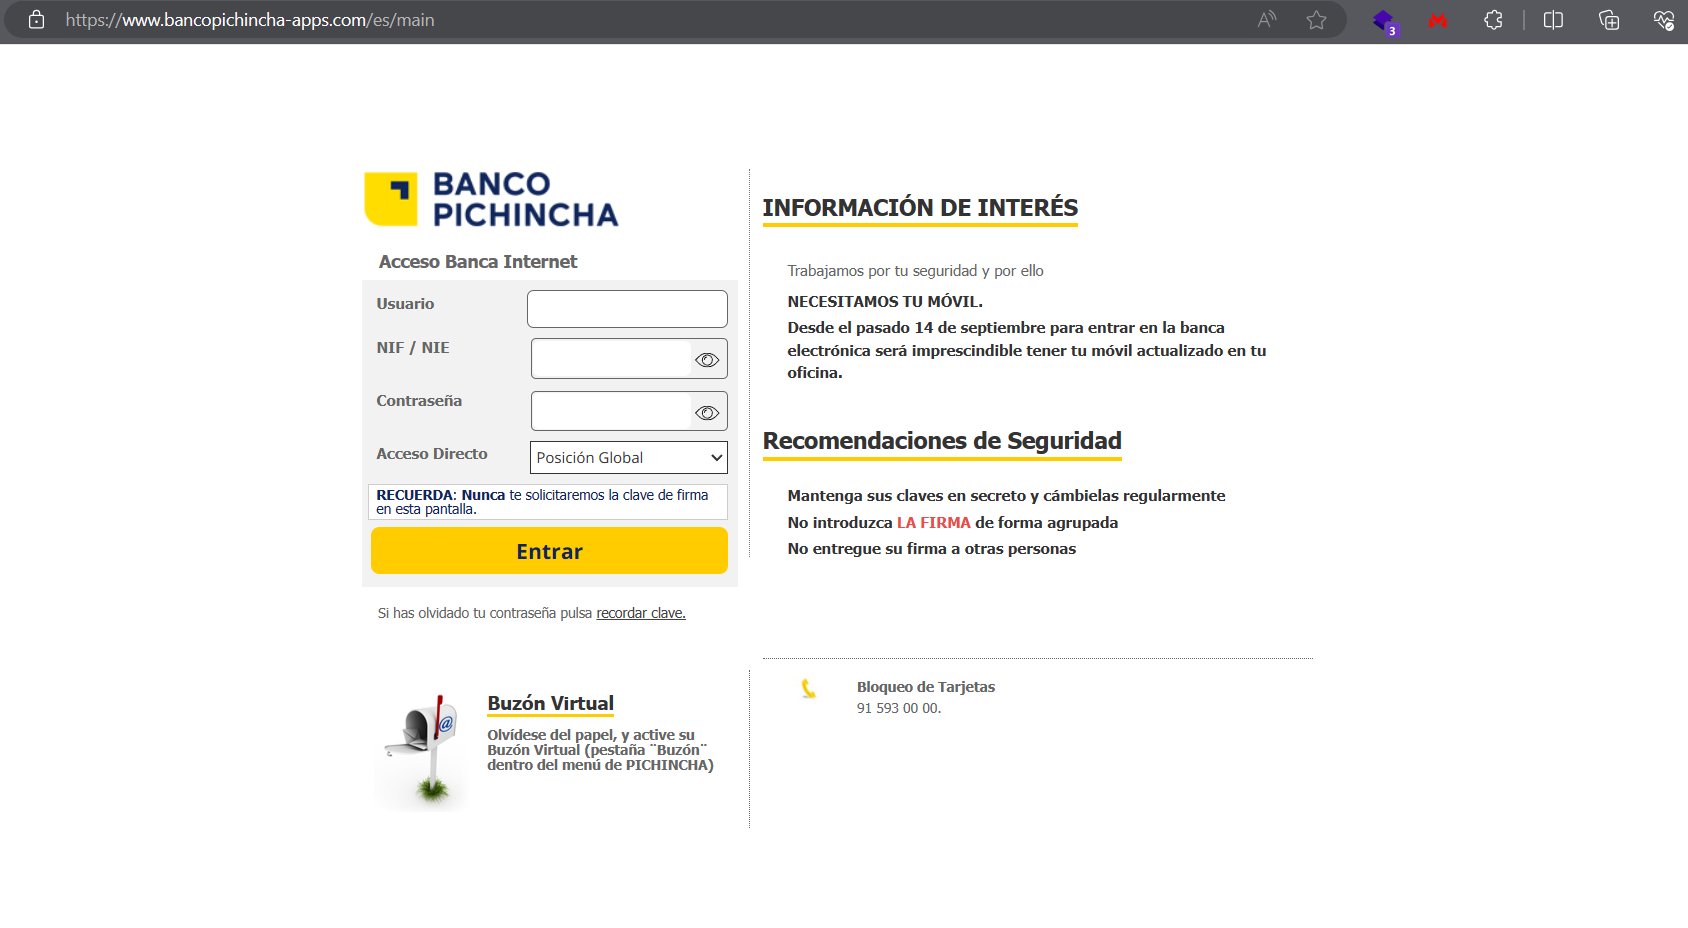 https://www.bancopichincha-apps.com/es/main
A
3
BANCO
PICHINCHA
Acceso Banca Internet
Usuario
NIF / NIE
Contraseña
Acceso Directo
Posición Global
RECUERDA: Nunca te solicitaremos la clave de firma
en esta pantalla.
Entrar
Si has olvidado tu contraseña pulsa recordar clave.
INFORMACIÓN DE INTERÉS
Trabajamos por tu seguridad y por ello
NECESITAMOS TU MÓVIL.
Desde el pasado 14 de septiembre para entrar en la banca
electrónica será imprescindible tener tu móvil actualizado en tu
oficina.
Recomendaciones de Seguridad
Mantenga sus claves en secreto y cámbielas regularmente
No introduzca LA FIRMA de forma agrupada
No entregue su firma a otras personas
@
Buzón Virtual
Olvídese del papel, y active su
Buzón Virtual (pestaña ¨Buzón¨
dentro del menú de PICHINCHA)
Bloqueo de Tarjetas
91 593 00 00.